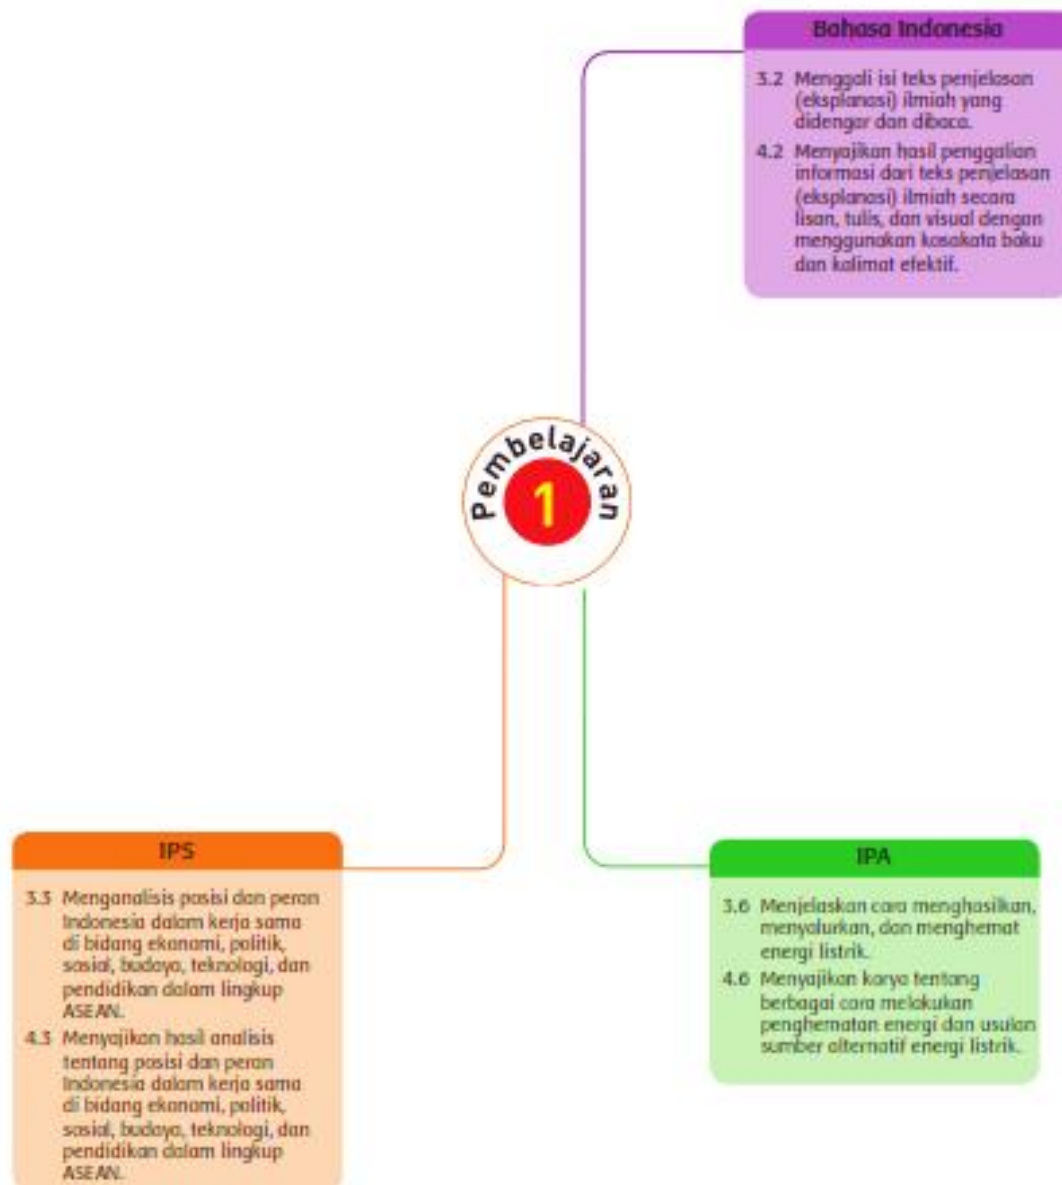 Bahasa Indonesia
3.2 Menggali isi teks penjelasan
(eksplanasi) ilmiah yang
didengar dan dibaca.
4.2 Menyajikan hasil penggalian
informasi dari teks penjelasan
(eksplanasi) ilmiah secara
lisan, tulis, dan visual dengan
menggunakan kosakata baku
dan kalimat efektif.
Pembelajaran
1
IPS
3.3 Menganalisis posisi dan peran
Indonesia dalam kerja sama
di bidang ekonomi, politik,
sosial, budaya, teknologi, dan
pendidikan dalam lingkup
ASEAN.
4.3 Menyajikan hasil analisis
tentang posisi dan peran
Indonesia dalam kerja sama
di bidang ekonomi, politik,
sosial, budaya, teknologi, dan
pendidikan dalam lingkup
ASEAN.
IPA
3.6 Menjelaskan cara menghasilkan,
menyalurkan, dan menghemat
energi listrik.
4.6 Menyajikan karya tentang
berbagai cara melakukan
penghematan energi dan usulan
sumber alternatif energi listrik.